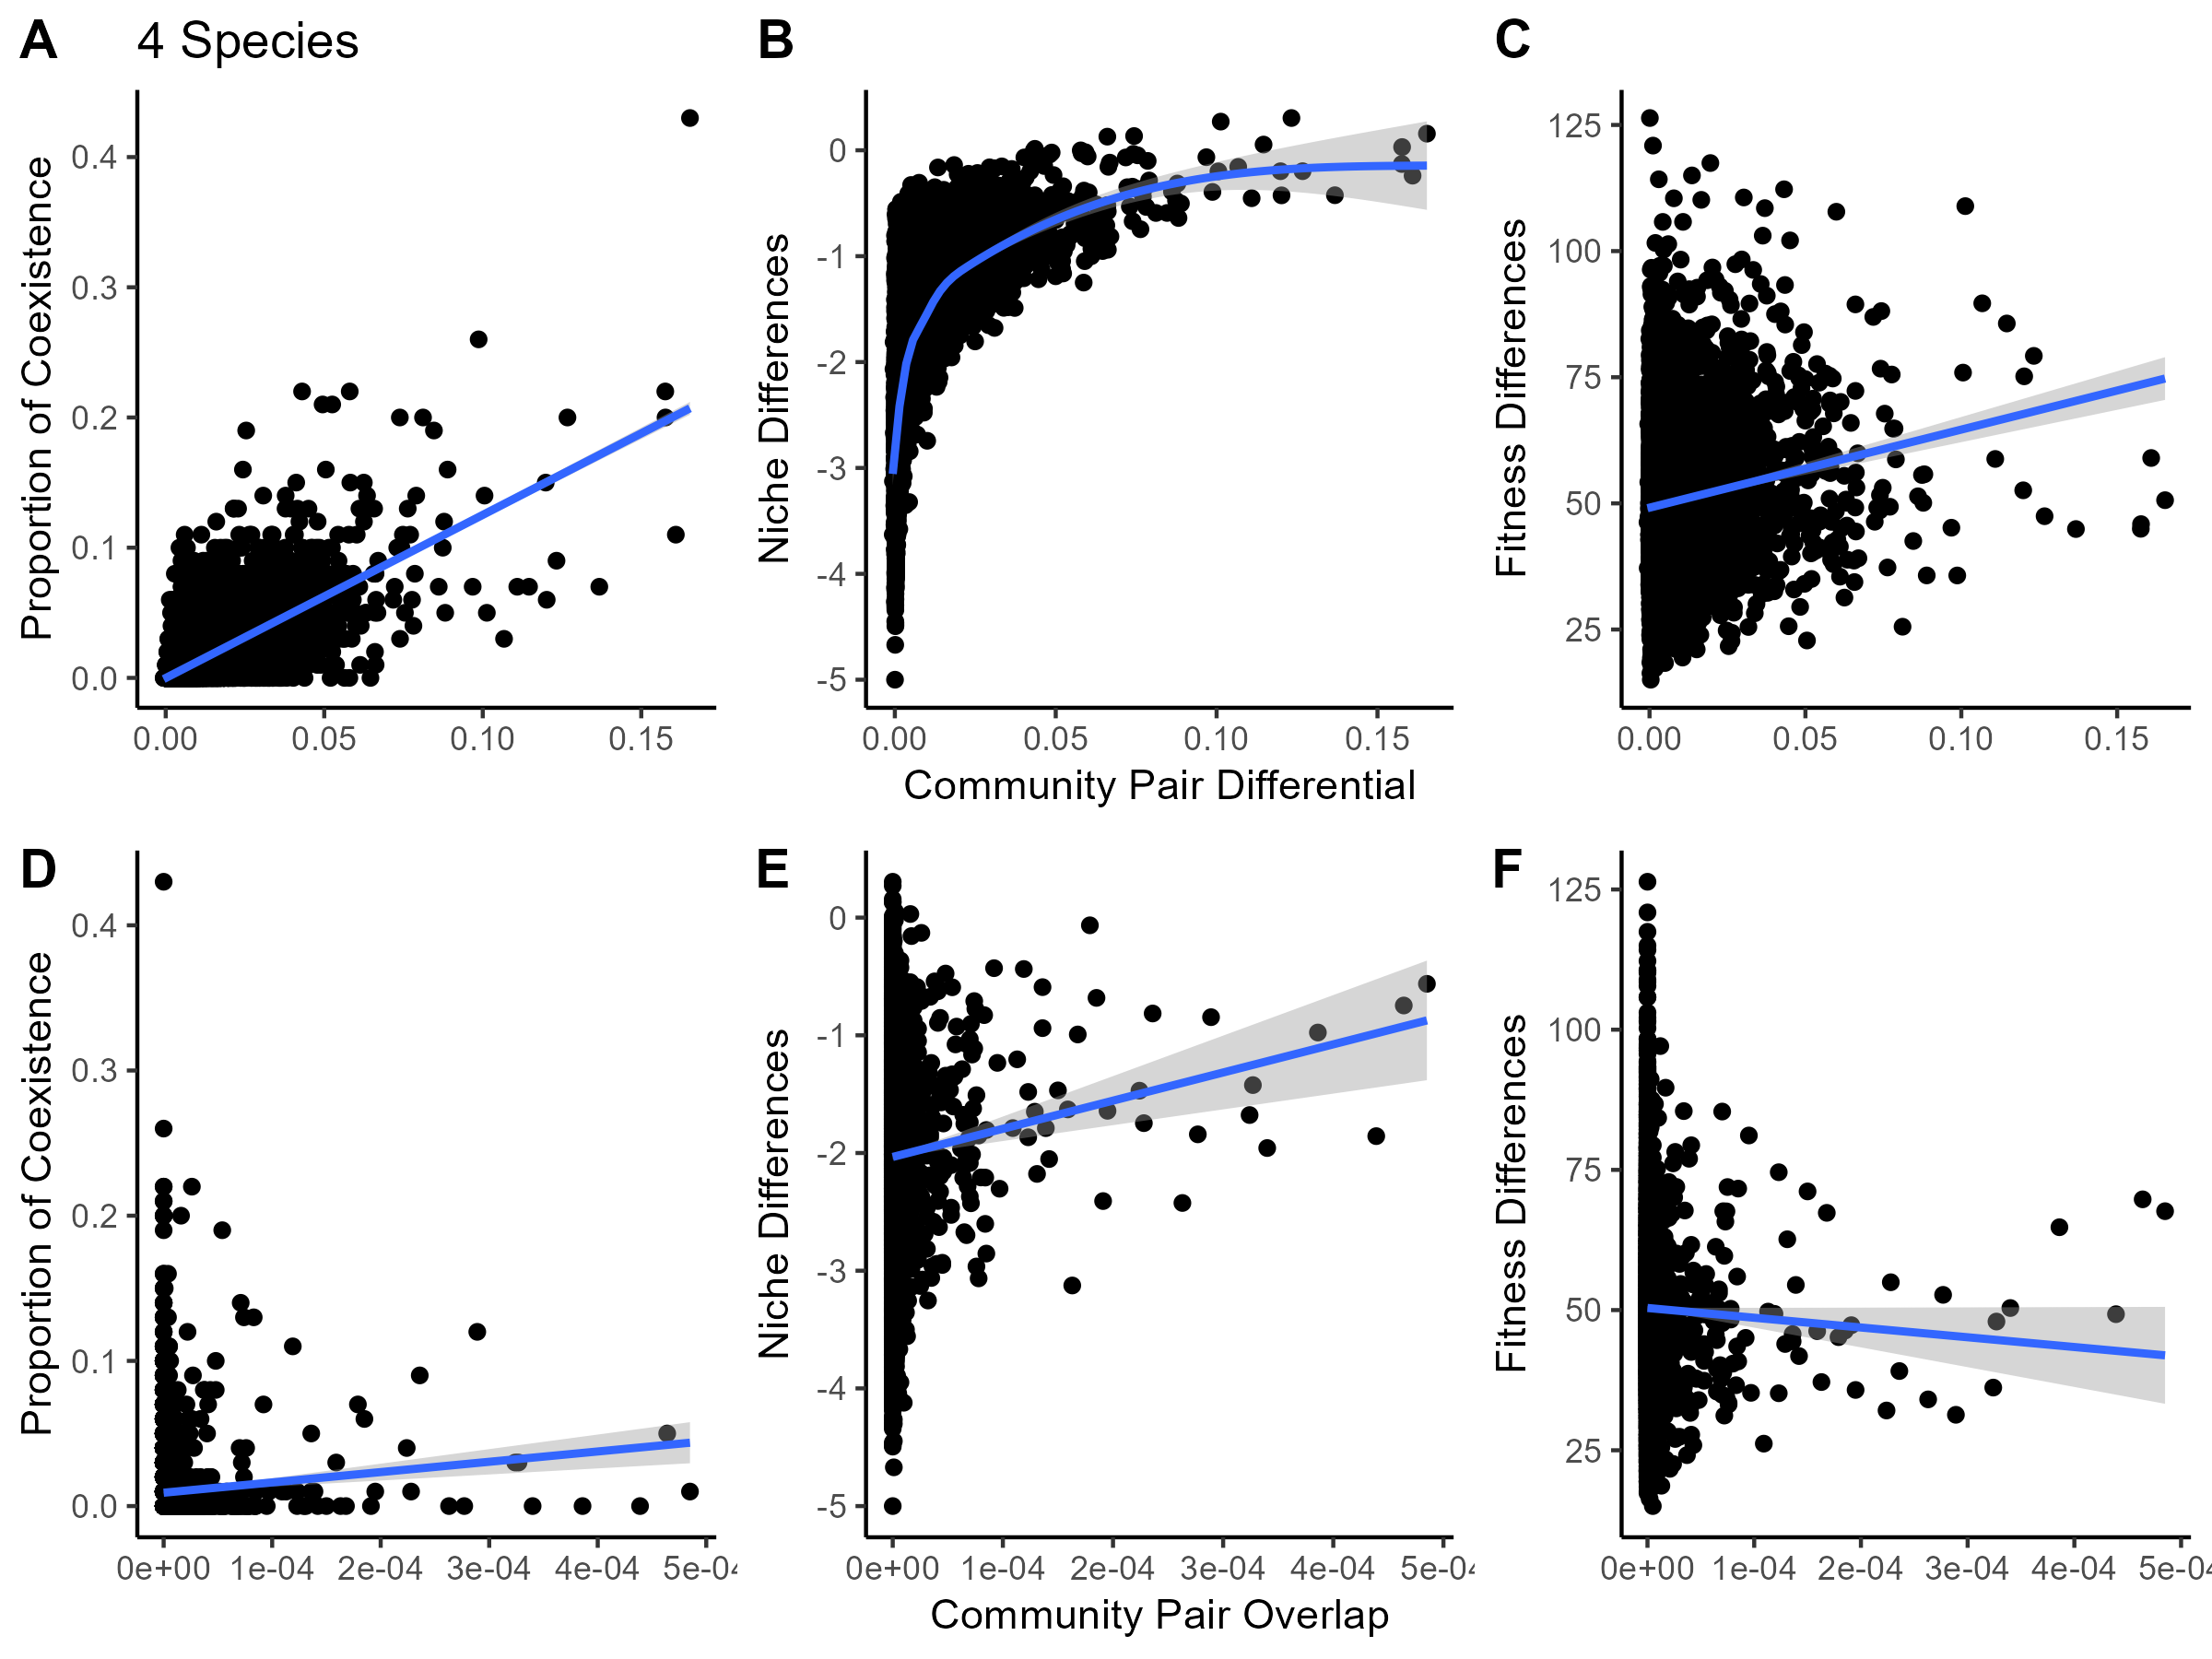 A 4 Species
B
C
Proportion of Coexistence
0.4
0.3
0.2
0.1
0.0
0.00 0.05 0.10 0.15
Niche Differences
0
-1
-2
-3
-4
-5
0.00 0.05 0.10 0.15
Fitness Differences
125
100
75
50
25
0.00 0.05 0.10 0.15
Community Pair Differential
D
E
F
Proportion of Coexistence
0.4
0.3
0.2
0.1
0.0
0e+00 1e-04 2e-04 3e-04 4e-04 5e-0
Niche Differences
0
-1
-2
-3
-4
-5
0e+00 1e-04 2e-04 3e-04 4e-04 5e-0
Fitness Differences
125
100
75
50
25
0e+00 1e-04 2e-04 3e-04 4e-04 5e-0
Community Pair Overlap